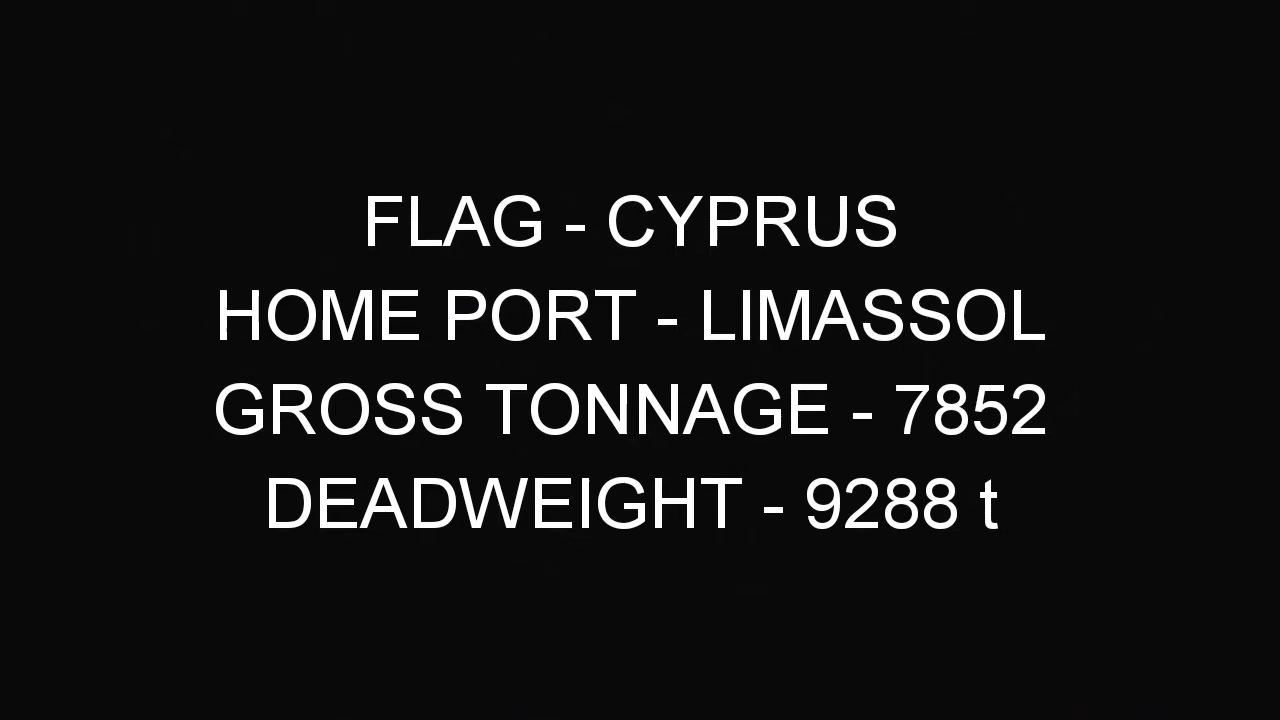 FLAG - CYPRUS
HOME PORT - LIMASSOL
GROSS TONNAGE - 7852
DEADWEIGHT - 9288 t